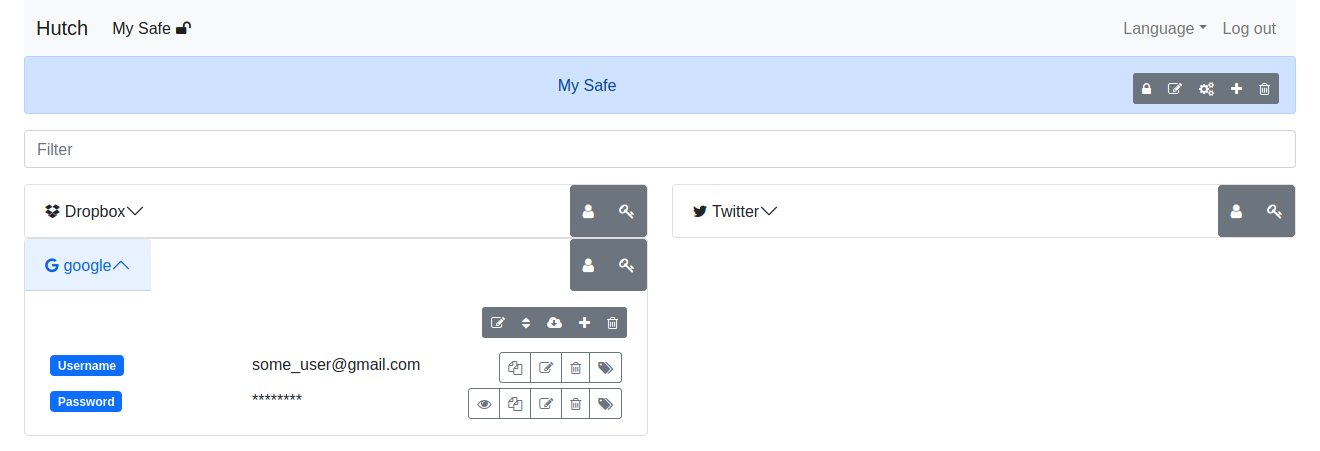 Hutch My Safe Language Log out
My Safe
Filter
Dropbox
Twitter
google
Username some_user@gmail.com
Password ********